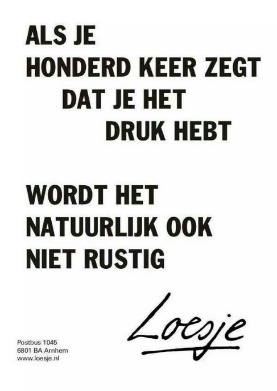 ALS JE
HONDERD KEER ZEGT
DAT JE HET
DRUK HEBT
WORDT HET
NATUURLIJK OOK
NIET RUSTIG
Loesje
Postbus 1045
6801 BA Arnhem
www.loesje.nl